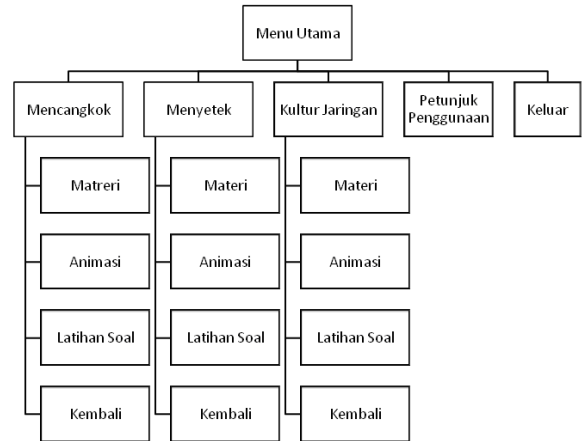 Menu Utama
Mencangkok
Menyetek
Kultur Jaringan
Petunjuk
Penggunaan
Keluar
Matreri
Materi
Materi
Animasi
Animasi
Animasi
Latihan Soal
Latihan Soal
Latihan Soal
Kembali
Kembali
Kembali